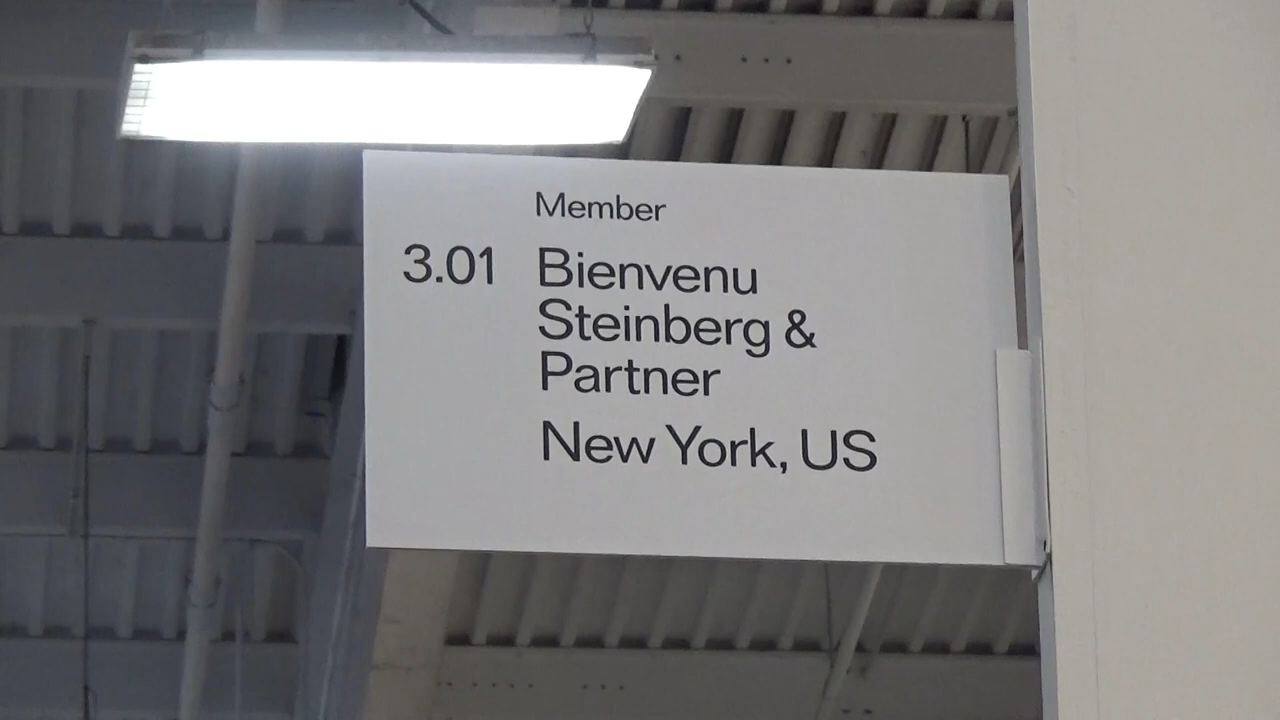 Member
3.01 Bienvenu
Steinberg &
Partner
New York, US